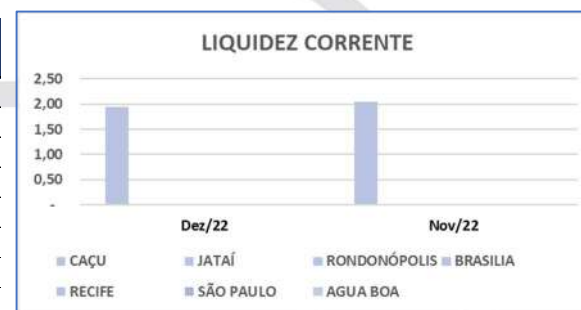 LIQUIDEZ CORRENTE
2,50
2,00
1,50
1,00
0,50
-
Dez/22 Nov/22
CAÇU JATAÍ RONDONÓPOLIS BRASILIA
RECIFE SÃO PAULO AGUA BOA